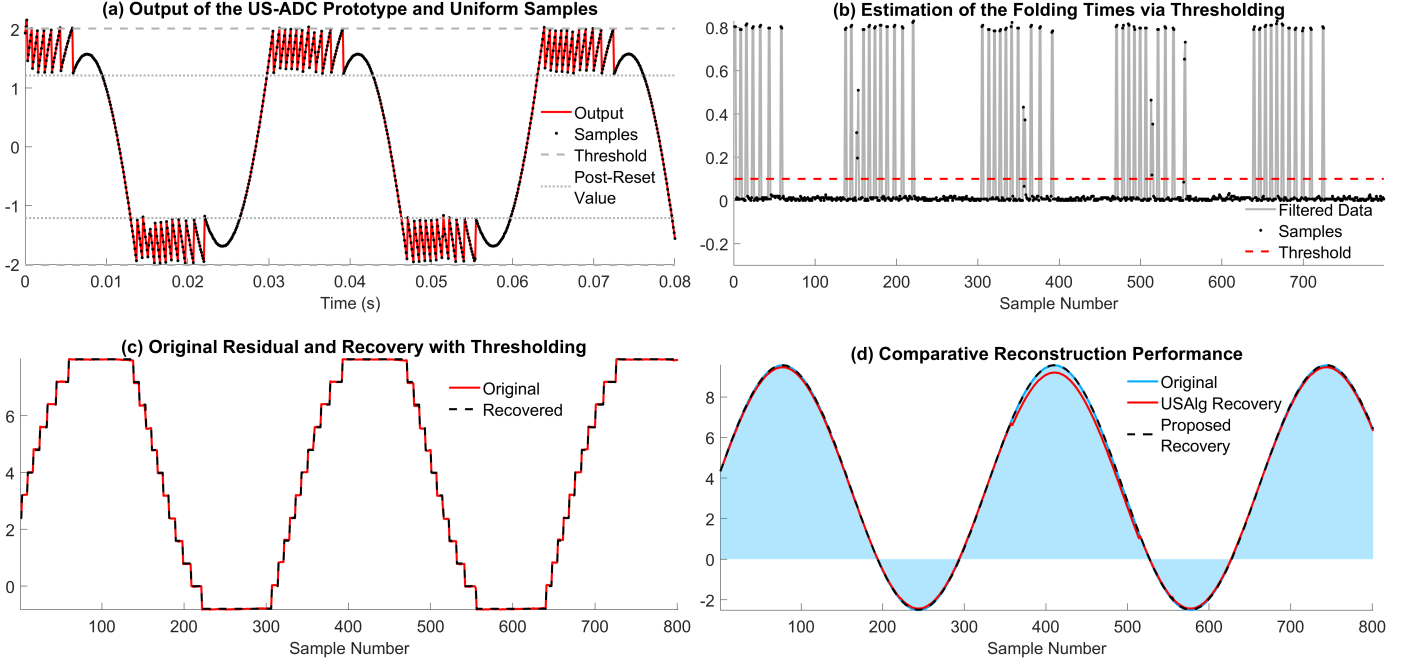 (a) Output of the US-ADC Prototype and Uniform Samples
2
1
0
-1
-2
Output
Samples
Threshold
Post-Reset
Value
0
0.01
0.02
0.03
0.04
0.05
0.06
0.07
0.08
Time (s)
(b) Estimation of the Folding Times via Thresholding
0.8
0.6
0.4
0.2
0
-0.2
Filtered Data
Samples
Threshold
0
100
200
300
400
500
600
700
Sample Number
(c) Original Residual and Recovery with Thresholding
6
4
2
0
Original
Recovered
100
200
300
400
500
600
700
800
Sample Number
(d) Comparative Reconstruction Performance
8
6
4
2
0
-2
Original
USAlg Recovery
Proposed
Recovery
100
200
300
400
500
600
700
800
Sample Number